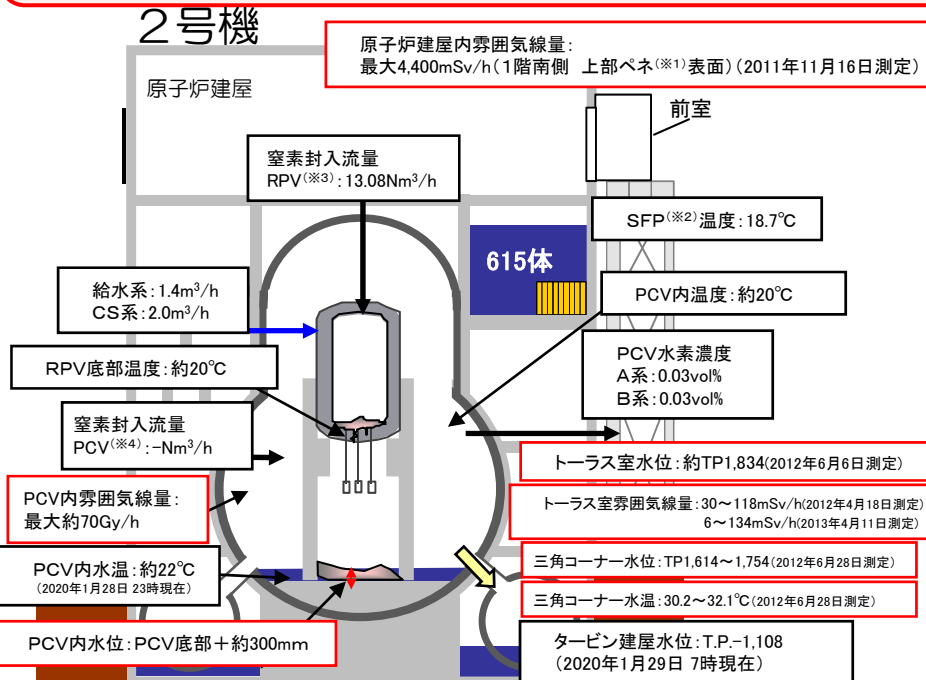 2号機
原子炉建屋内雰囲気線量:
最大4,400mSv/h(1階南側 上部ペネ(※1)表面)(2011年11月16日測定)
原子炉建屋
前室
窒素封入流量
RPV(※3):13.08Nm³/h
SFP(※2)温度:18.7℃
615体
給水系:1.4m³/h
CS系:2.0m³/h
PCV内温度:約20℃
RPV底部温度:約20℃
PCV水素濃度
A系:0.03vol%
B系:0.03vol%
窒素封入流量
PCV(※4):-Nm³/h
トーラス室水位:約TP1,834(2012年6月6日測定)
PCV内雰囲気線量:
最大約70Gy/h
トーラス室雰囲気線量:30~118mSv/h(2012年4月18日測定)
6~134mSv/h(2013年4月11日測定)
PCV内水温:約22℃
(2020年1月28日 23時現在)
三角コーナー水位:TP1,614~1,754(2012年6月28日測定)
三角コーナー水温:30.2~32.1℃(2012年6月28日測定)
PCV内水位:PCV底部+約300mm
タービン建屋水位:T.P.-1,108
(2020年1月29日 7時現在)